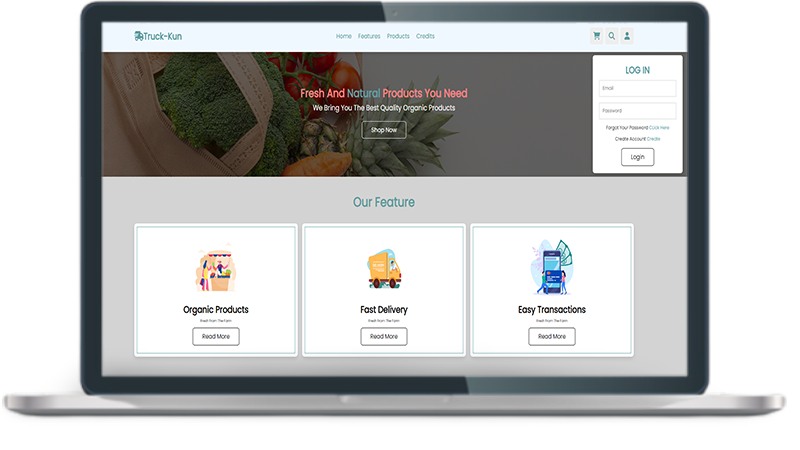 Truck-Kun
Home Features Products Credits
Fresh And Natural Products You Need
We Bring You The Best Quality Organic Products
Shop Now
LOG IN
Email
Password
Forgot Your Password Click Here
Create Account Create
Login
Our Feature
Organic Products
Fresh From The Farm
Read More
Fast Delivery
Fresh From The Farm
Read More
Easy Transactions
Fresh From The Farm
Read More